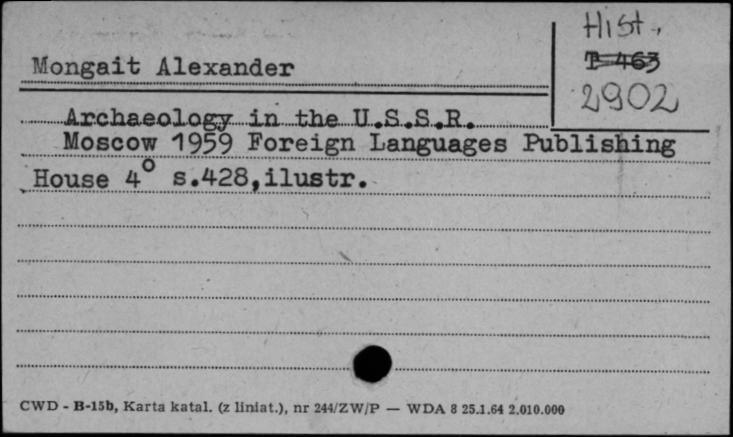 Hist.
T-463
2902
Mongait Alexander
Archaeology in the U.S.S.R.
Moscow 1959 Foreign Languages Publishing
House 4° s.428,ilustr.
CWD - B-15b, Karta katal. (z liniat.), nr 244/ZW/P — WDA 8 25.1.64 2.010.000